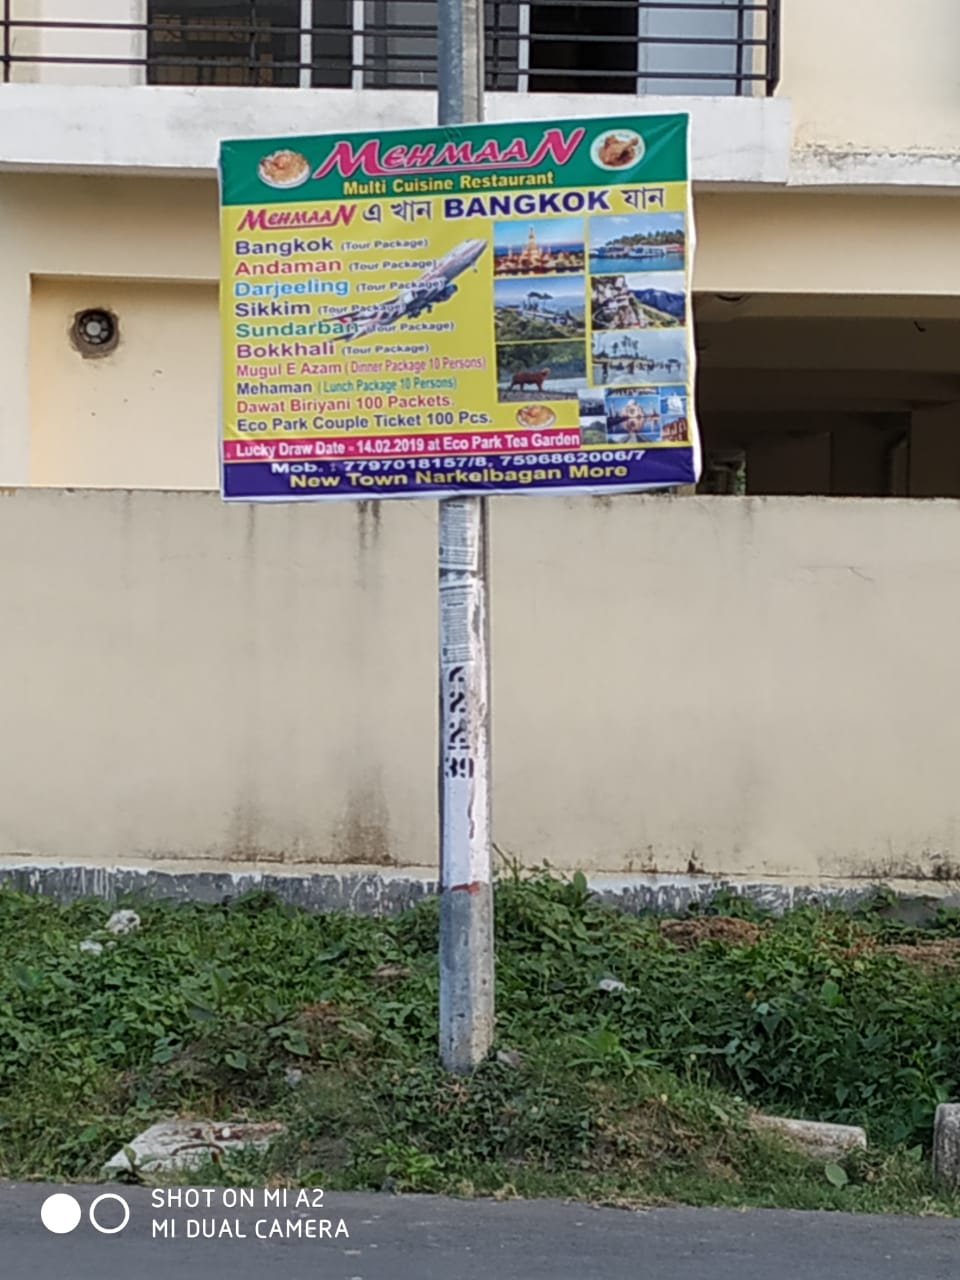 MEHMAAN
Multi Cuisine Restaurant
MEHMAAN এ খান BANGKOK যান
Bangkok (Tour Package)
Andaman (Tour Package)
Darjeeling (Tour Package)
Sikkim (Tour Package)
Sundarban (Tour Package)
Bokkhali (Tour Package)
Mugul E Azam (Dinner Package 10 Persons)
Mehaman (Lunch Package 10 Persons)
Dawat Biriyani 100 Packets.
Eco Park Couple Ticket 100 Pcs.
Lucky Draw Date - 14.02.2019 at Eco Park Tea Garden
Mob. : 7797018157/8, 7596862006/7
New Town Narkelbagan More
SHOT ON MI A2
MI DUAL CAMERA